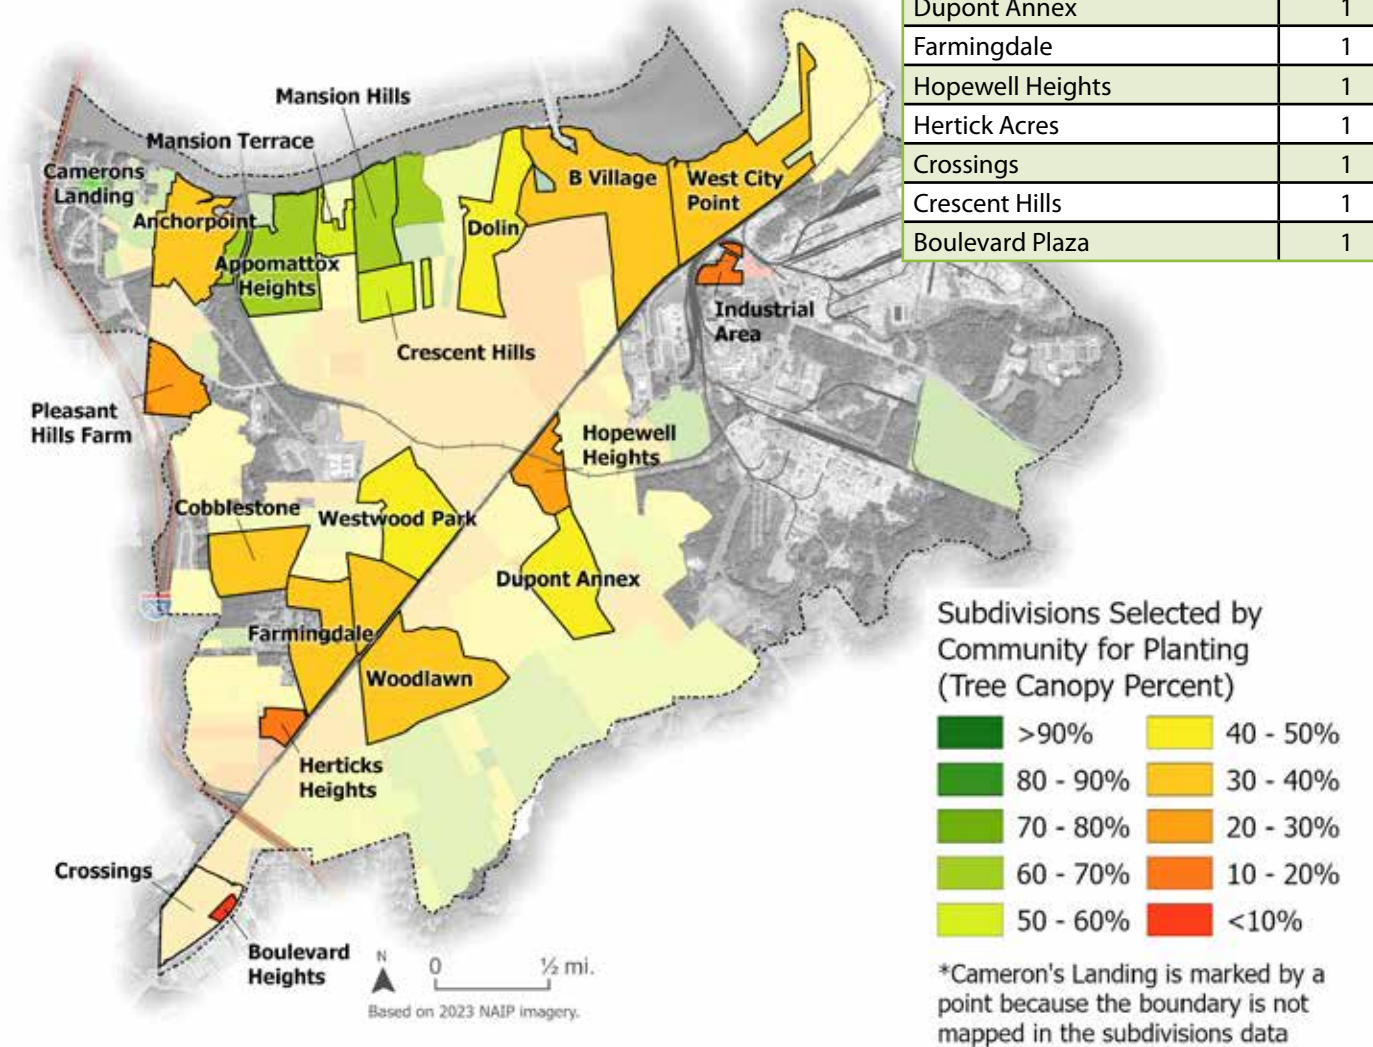 Dupont Annex 1
Farmingdale 1
Hopewell Heights 1
Hertick Acres 1
Crossings 1
Crescent Hills 1
Boulevard Plaza 1
Mansion Hills
Mansion Terrace
Camerons
Landing
Anchorpoint
Appomattox
Heights
Dolin
B Village
West City
Point
Industrial
Area
Crescent Hills
Pleasant
Hills Farm
Hopewell
Heights
Cobblestone
Westwood Park
Dupont Annex
Farmingdale
Woodlawn
Herticks
Heights
Crossings
Boulevard
Heights
N
0 ½ mi.
Based on 2023 NAIP imagery.
Subdivisions Selected by
Community for Planting
(Tree Canopy Percent)
>90% 40 - 50%
80 - 90% 30 - 40%
70 - 80% 20 - 30%
60 - 70% 10 - 20%
50 - 60% <10%
*Cameron's Landing is marked by a
point because the boundary is not
mapped in the subdivisions data